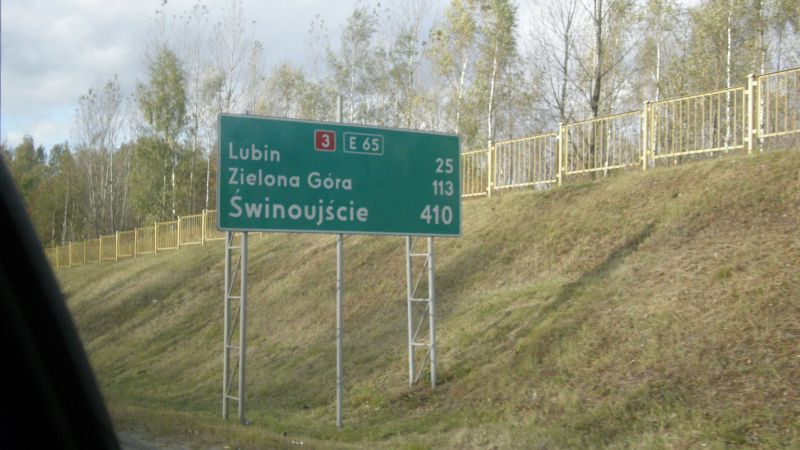 3 E 65
Lubin 25
Zielona Góra 113
Świnoujście 410